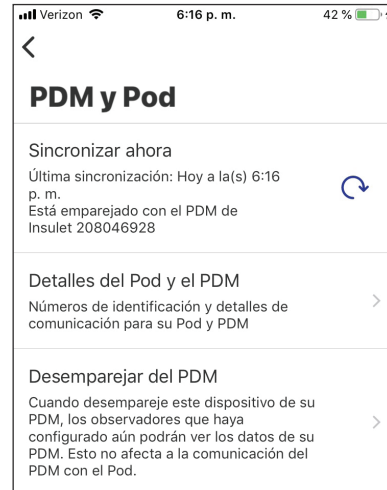 Verizon 6:16 p. m. 42 %
PDM y Pod
Sincronizar ahora
Última sincronización: Hoy a la(s) 6:16
p. m.
Está emparejado con el PDM de
Insulet 208046928
Detalles del Pod y el PDM
Números de identificación y detalles de
comunicación para su Pod y PDM
Desemparejar del PDM
Cuando desempareje este dispositivo de su
PDM, los observadores que haya
configurado aún podrán ver los datos de su
PDM. Esto no afecta a la comunicación del
PDM con el Pod.